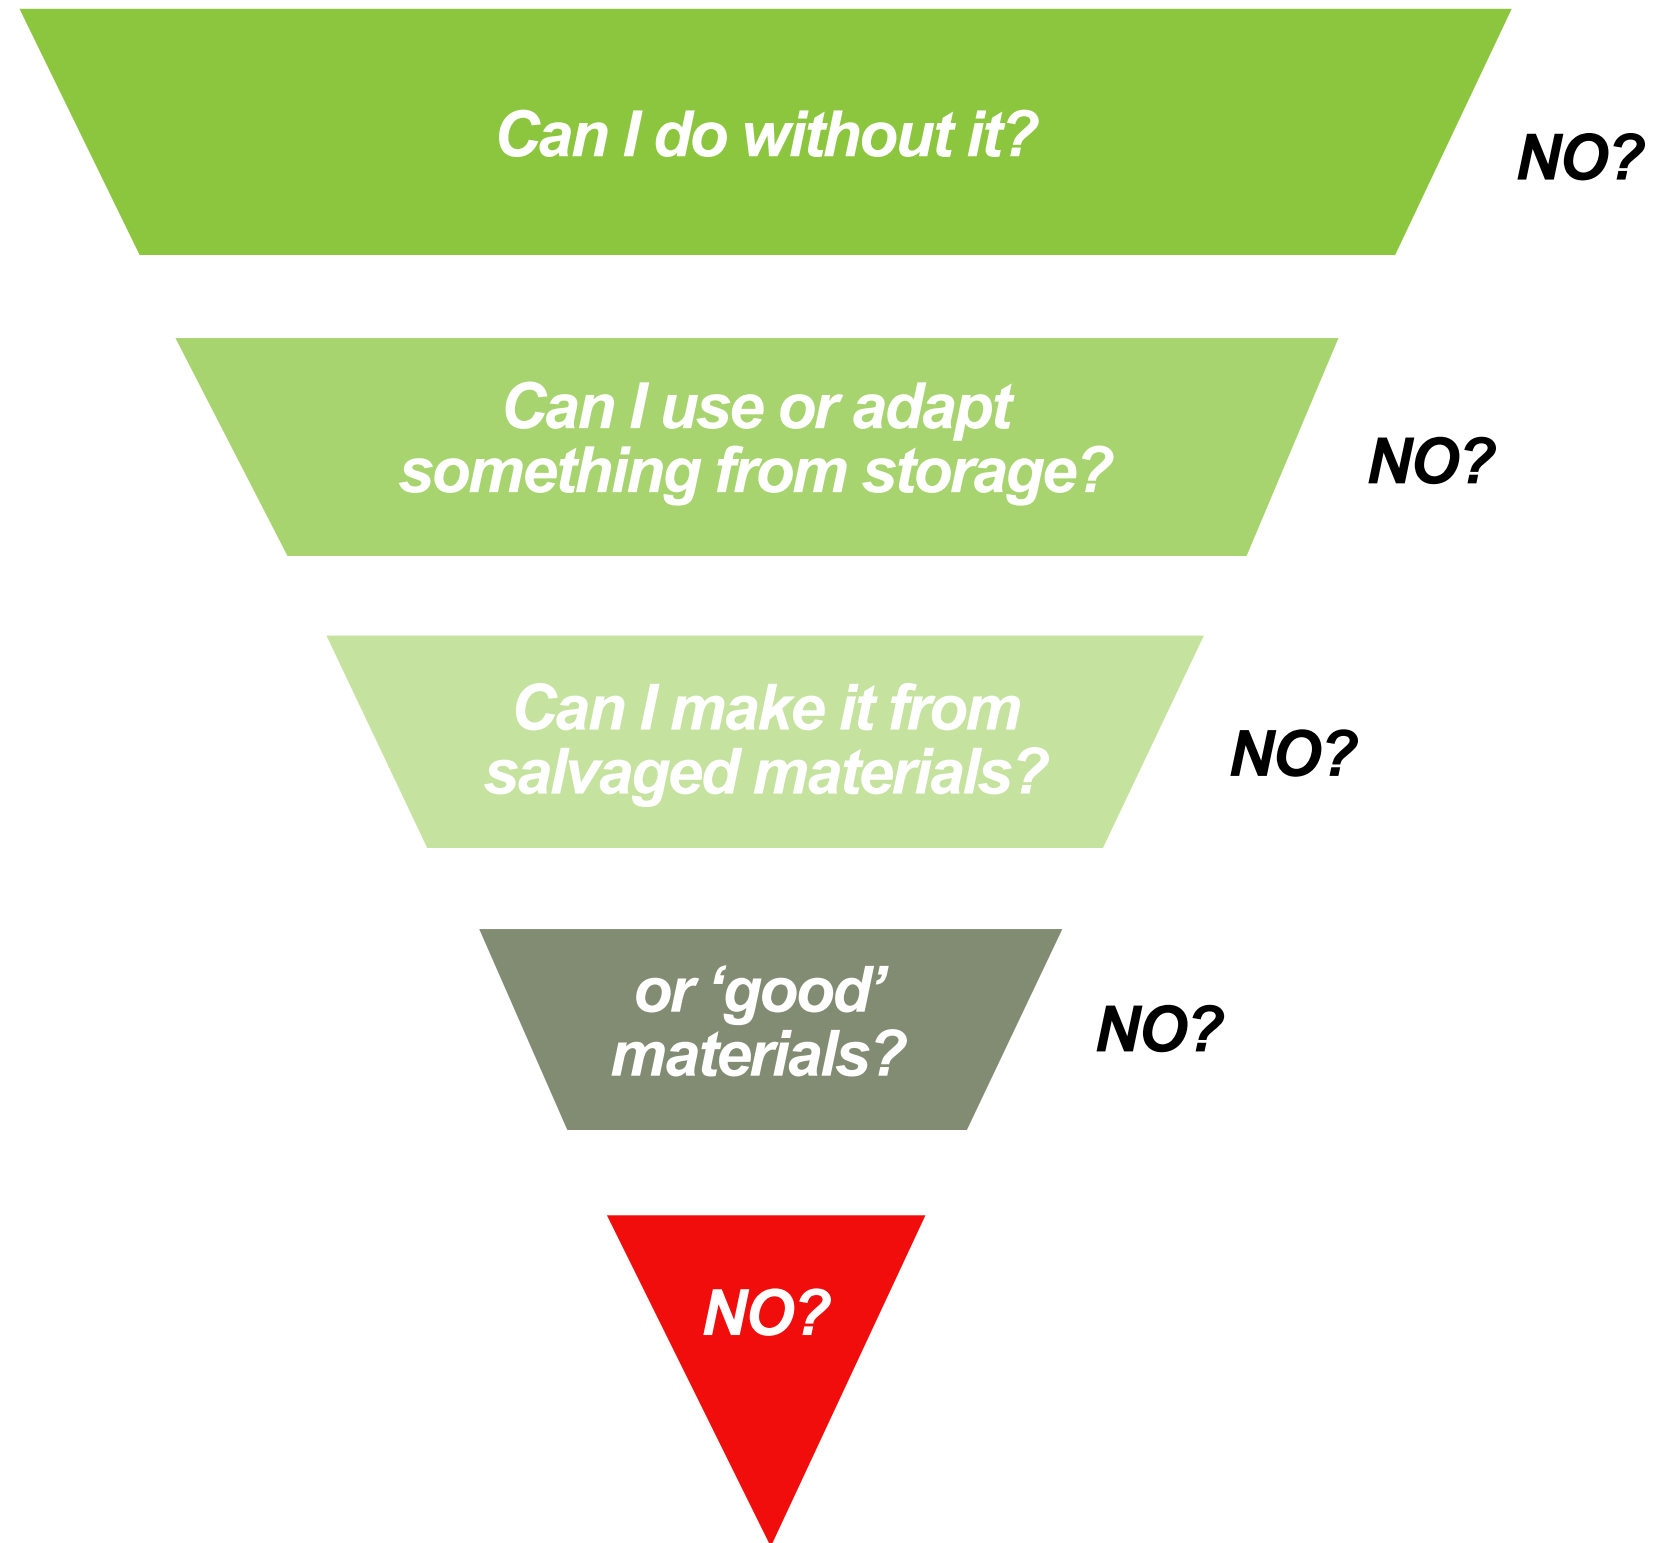 Can I do without it?
NO?
Can I use or adapt
something from storage?
NO?
Can I make it from
salvaged materials?
NO?
or ‘good’
materials?
NO?
NO?